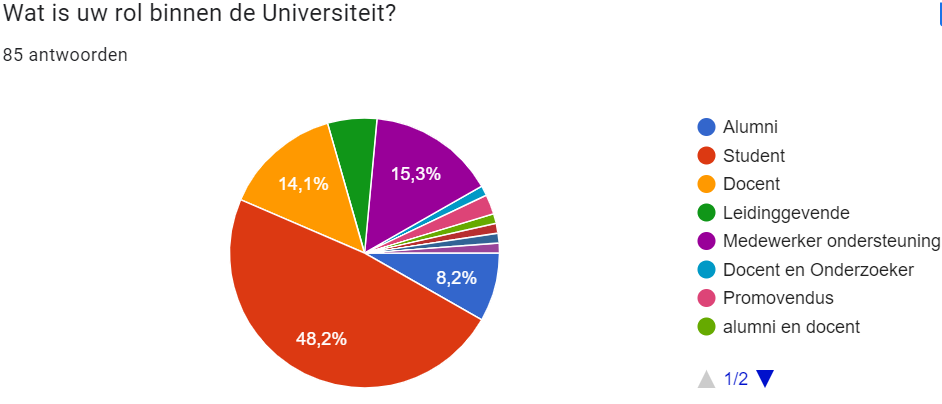 Wat is uw rol binnen de Universiteit?
85 antwoorden
14,1%
15,3%
8,2%
48,2%
Alumni
Student
Docent
Leidinggevende
Medewerker ondersteuning
Docent en Onderzoeker
Promovendus
alumni en docent
1/2